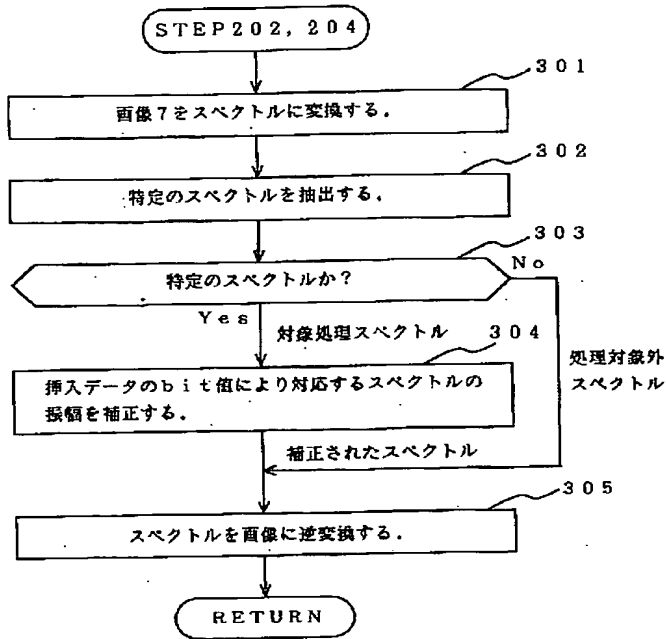 STEP202, 204
301
画像7をスペクトルに変換する.
302
特定のスペクトルを抽出する.
303
特定のスペクトルか?
No
Yes
対象処理スペクトル
304
処理対象外
スペクトル
挿入データのbit値により対応するスペクトルの
振幅を補正する.
補正されたスペクトル
305
スペクトルを画像に逆変換する.
RETURN